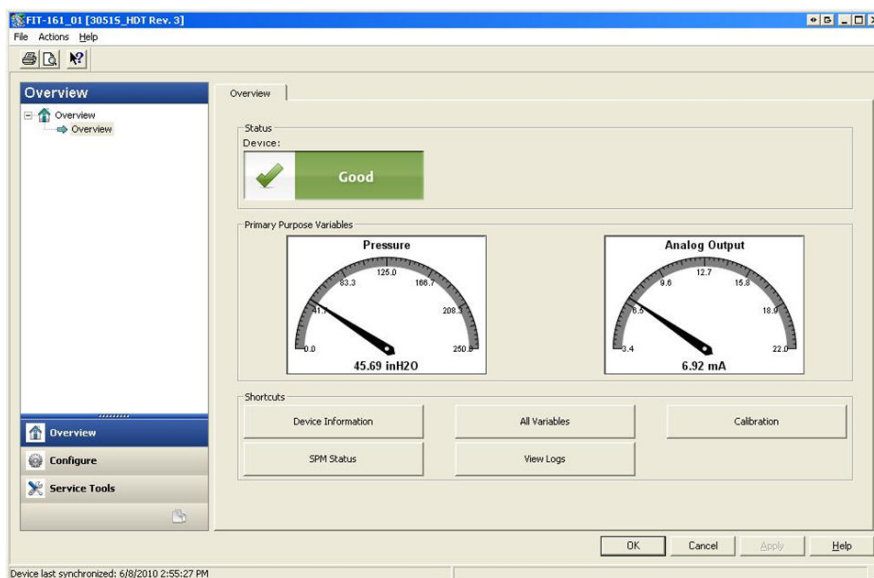 FIT-161_01 [3051S_HDT Rev. 3]
File Actions Help
Overview
Overview
Overview
Overview
Status
Device:
Good
Primary Purpose Variables
Pressure
0.0 41.7 83.3 125.0 166.7 208.3 250.0
45.69 inH2O
Analog Output
3.4 6.5 9.6 12.7 15.8 18.9 22.0
6.92 mA
Shortcuts
Device Information All Variables Calibration
SPM Status View Logs
Overview
Configure
Service Tools
OK Cancel Apply Help
Device last synchronized: 6/8/2010 2:55:27 PM